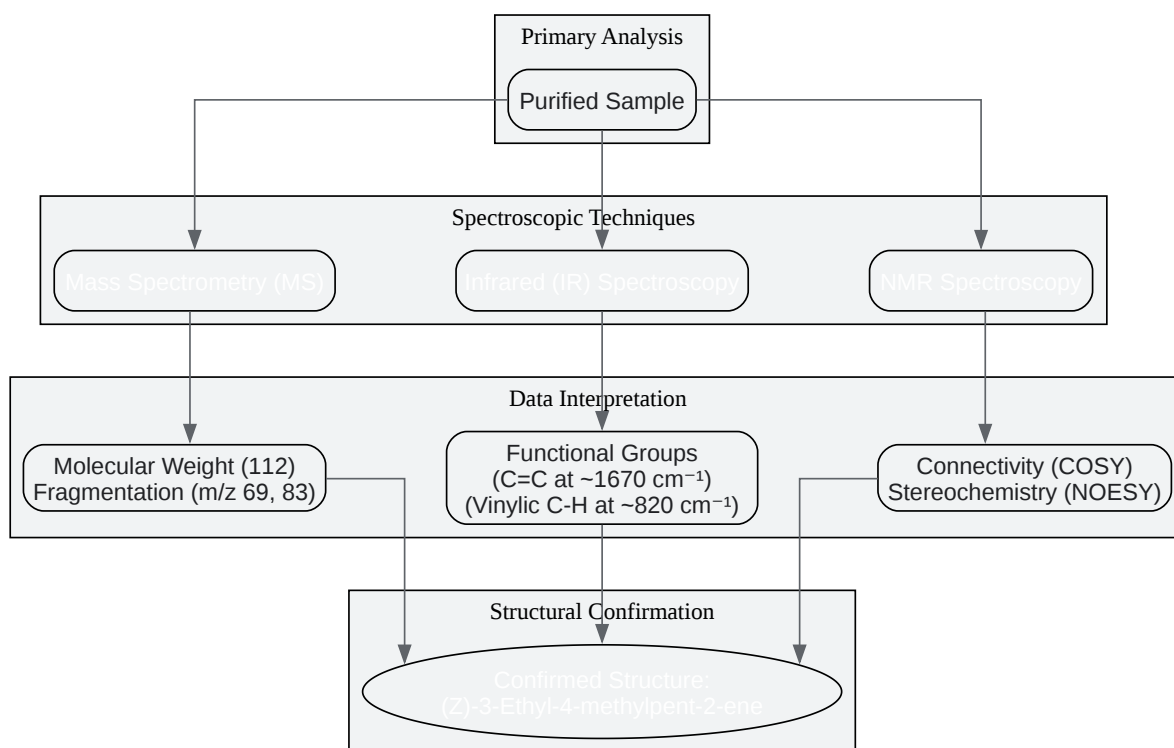 Primary Analysis
Purified Sample
Spectroscopic Techniques
Mass Spectrometry (MS)
Infrared (IR) Spectroscopy
NMR Spectroscopy
Data Interpretation
Molecular Weight (112)
Fragmentation (m/z 69, 83)
Functional Groups
(C=C at ~1670 cm⁻¹)
(Vinylic C-H at ~820 cm⁻¹)
Connectivity (COSY)
Stereochemistry (NOESY)
Structural Confirmation
Confirmed Structure:
(Z)-3-Ethyl-4-methylpent-2-ene